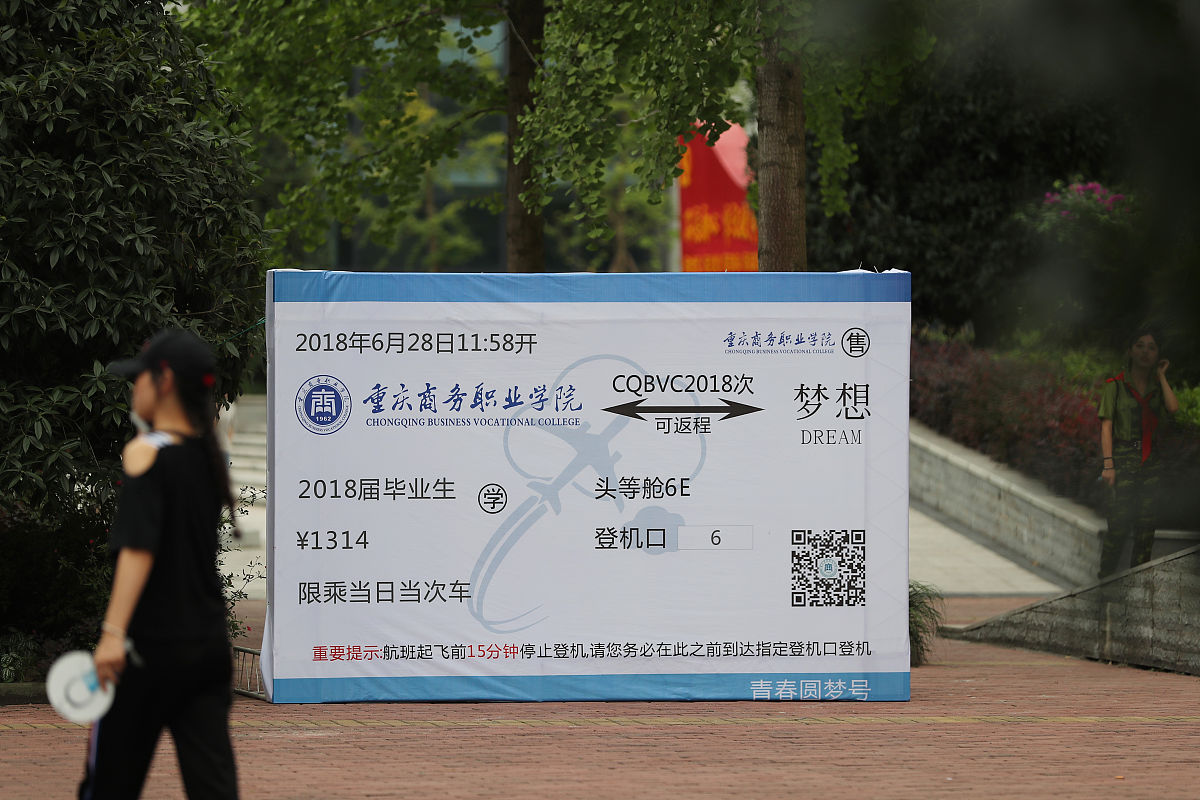 2018年6月28日11:58开
重庆商务职业学院 售
CHONGQING BUSINESS VOCATIONAL COLLEGE
商
1962
重庆商务职业学院
CHONGQING BUSINESS VOCATIONAL COLLEGE
CQBVC2018次
可返程
梦想
DREAM
2018届毕业生 学
头等舱6E
¥1314
登机口 6
限乘当日当次车
重要提示:航班起飞前15分钟停止登机,请您务必在此之前到达指定登机口登机
青春圆梦号